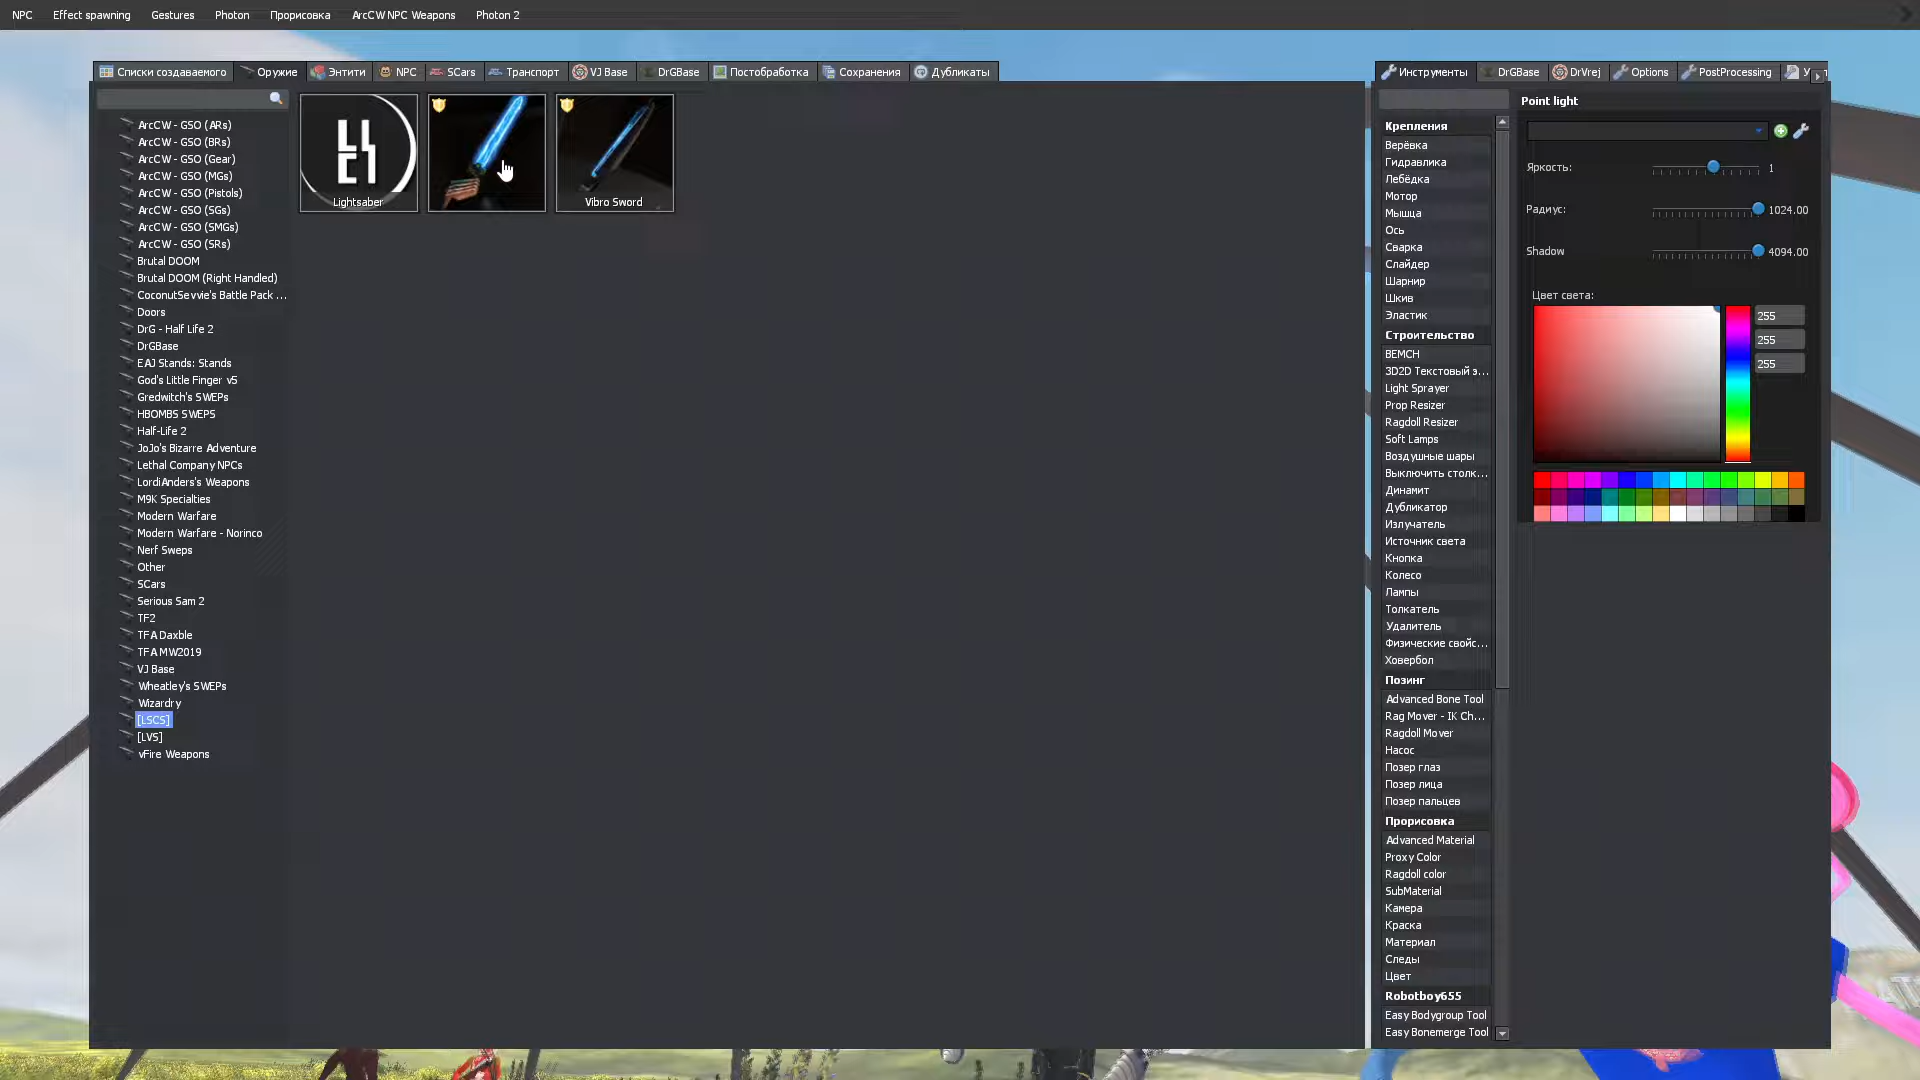 NPC Effect spawning Gestures Photon Прорисовка ArcCW NPC Weapons Photon 2
Списки создаваемого Оружие Энтити NPC SCars Транспорт VJ Base DrGBase Постобработка Сохранения Дубликаты
ArcCW - GSO (ARs)
ArcCW - GSO (BRs)
ArcCW - GSO (Gear)
ArcCW - GSO (MGs)
ArcCW - GSO (Pistols)
ArcCW - GSO (SGs)
ArcCW - GSO (SMGs)
ArcCW - GSO (SRs)
Brutal DOOM
Brutal DOOM (Right Handled)
CoconutSevvie's Battle Pack ...
Doors
DrG - Half Life 2
DrGBase
EAJ Stands: Stands
God's Little Finger v5
Gredwitch's SWEPs
HBOMBS SWEPS
Half-Life 2
JoJo's Bizarre Adventure
Lethal Company NPCs
LordiAnders's Weapons
M9K Specialties
Modern Warfare
Modern Warfare - Norinco
Nerf Sweps
Other
SCars
Serious Sam 2
TF2
TFA Daxble
TFA MW2019
VJ Base
Wheatley's SWEPs
Wizardry
[LSCS]
[LVS]
vFire Weapons
Lightsaber
Vibro Sword
Инструменты DrGBase DrVrej Options PostProcessing
Крепления
Верёвка
Гидравлика
Лебёдка
Мотор
Мышца
Ось
Сварка
Слайдер
Шарнир
Шкив
Эластик
Строительство
BEMCH
3D2D Текстовый э...
Light Sprayer
Prop Resizer
Ragdoll Resizer
Soft Lamps
Воздушные шары
Выключить столк...
Динамит
Дубликатор
Излучатель
Источник света
Кнопка
Колесо
Лампы
Толкатель
Удалитель
Физические свойс...
Ховербол
Позинг
Advanced Bone Tool
Rag Mover - IK Ch...
Ragdoll Mover
Насос
Позер глаз
Позер лица
Позер пальцев
Прорисовка
Advanced Material
Proxy Color
Ragdoll color
SubMaterial
Камера
Краска
Материал
Следы
Цвет
Robotboy655
Easy Bodygroup Tool
Easy Bonemerge Tool
Point light
Яркость: 1
Радиус: 1024.00
Shadow 4094.00
Цвет света:
255
255
255